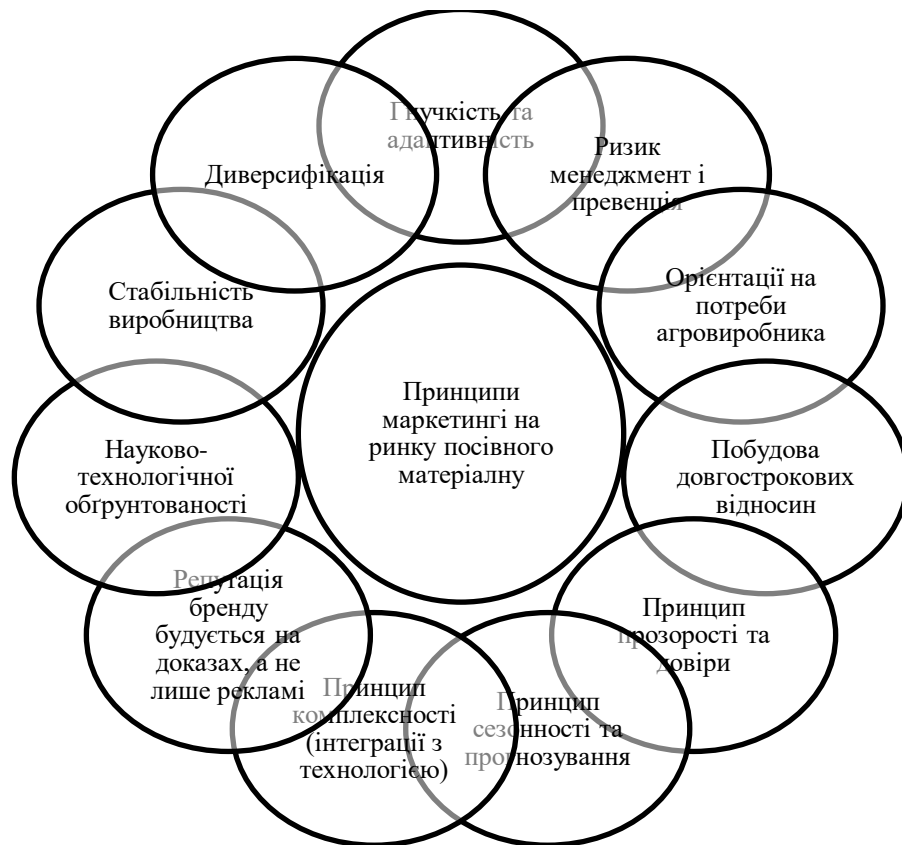 Гнучкість та
адаптивність
Ризик
менеджмент і
превенція
Орієнтації на
потреби
агровиробника
Побудова
довгострокових
відносин
Принцип
прозорості та
довіри
Принцип
сезонності та
прогнозування
Принцип
комплексності
(інтеграції з
технологією)
Репутація
бренду
будується на
доказах, а не
лише рекламі
Науково-
технологічної
обґрунтованості
Стабільність
виробництва
Диверсифікація
Принципи
маркетингі на
ринку посівного
матеріалну